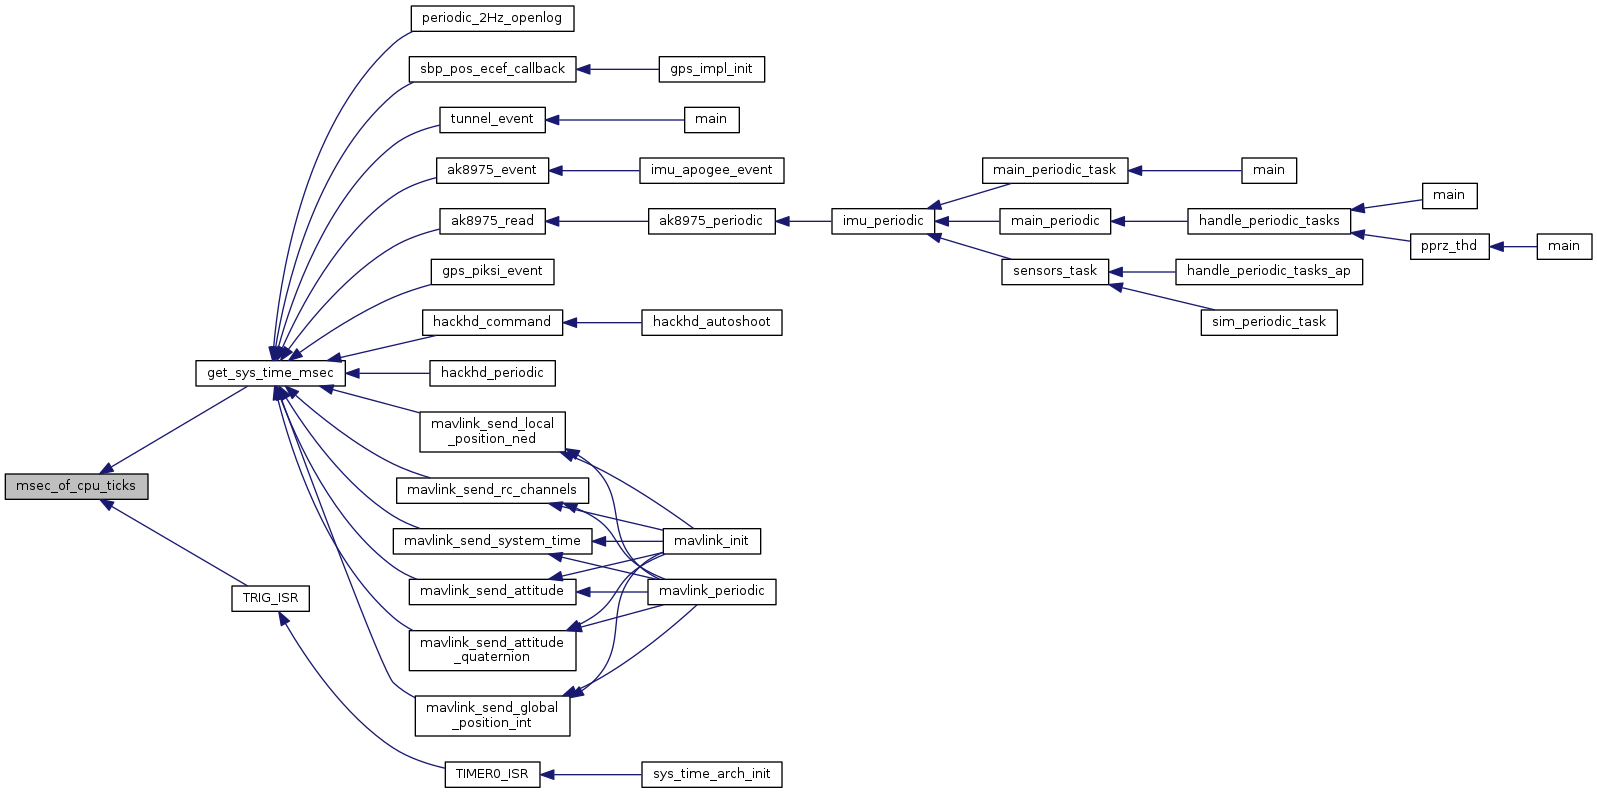 periodic_2Hz_openlog
sbp_pos_ecef_callback
gps_impl_init
tunnel_event
main
ak8975_event
imu_apogee_event
main_periodic_task
main
ak8975_read
ak8975_periodic
imu_periodic
main_periodic
handle_periodic_tasks
main
pprz_thd
main
gps_piksi_event
sensors_task
handle_periodic_tasks_ap
hackhd_command
hackhd_autoshoot
sim_periodic_task
get_sys_time_msec
hackhd_periodic
mavlink_send_local
_position_ned
msec_of_cpu_ticks
mavlink_send_rc_channels
mavlink_send_system_time
mavlink_init
mavlink_send_attitude
mavlink_periodic
TRIG_ISR
mavlink_send_attitude
_quaternion
mavlink_send_global
_position_int
TIMER0_ISR
sys_time_arch_init